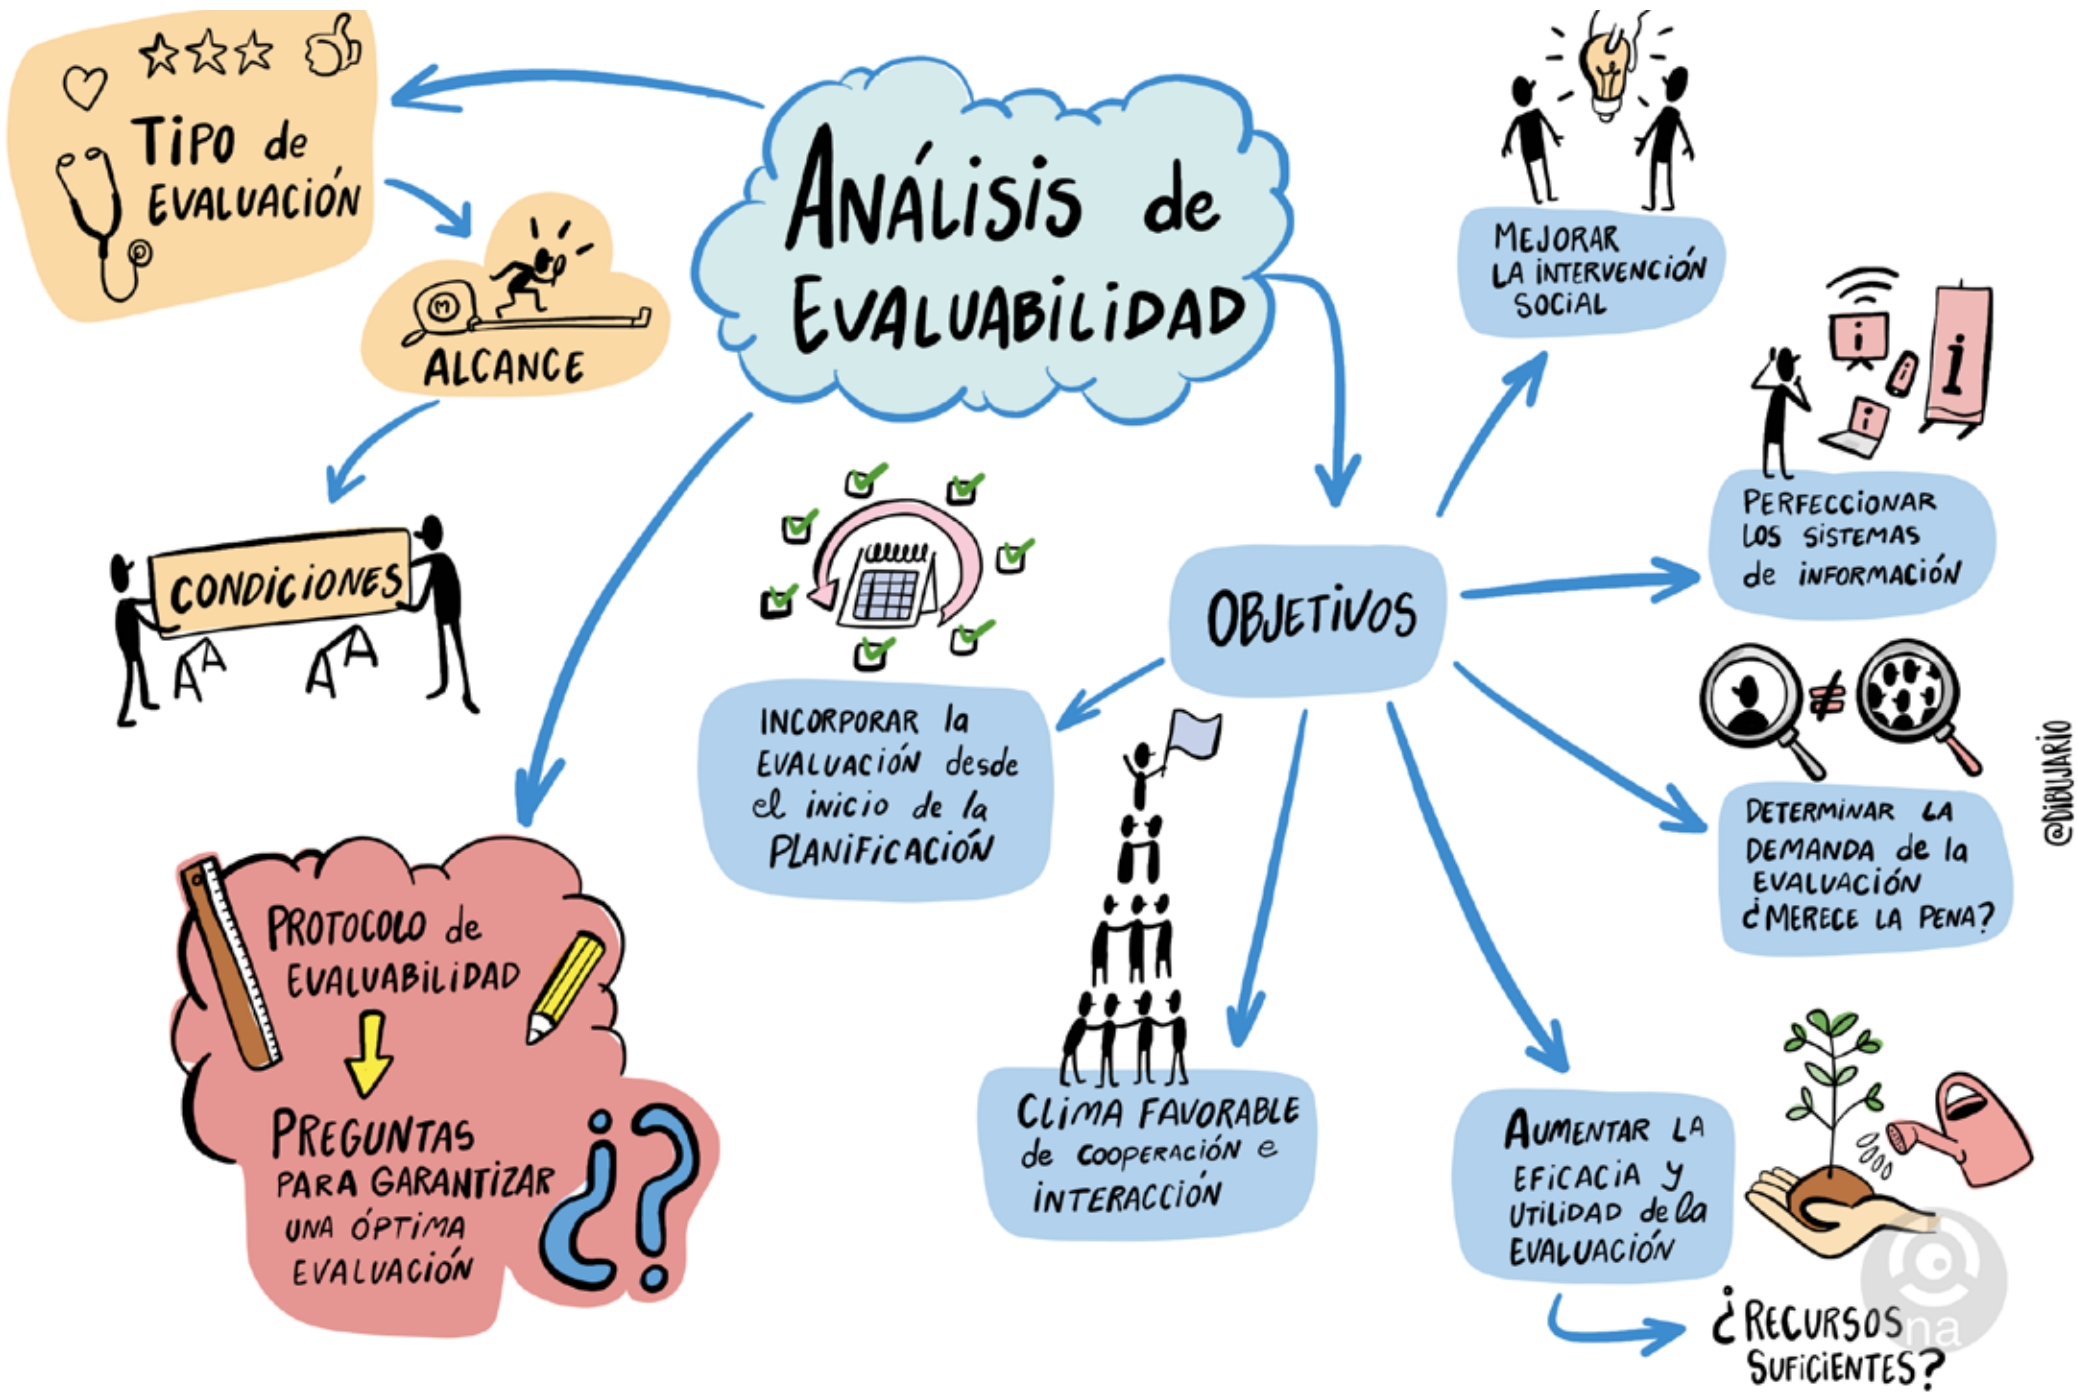 TiPO de
EVALUACIÓN
ALCANCE
CONDICIONES
ANÁLISIS de
EVALUABILIDAD
PROTOCOLO de
EVALUABILIDAD
PREGUNTAS
PARA GARANTIZAR
UNA ÓPTIMA
EVALUACIÓN
¿?
OBJETIVOS
MEJORAR
LA INTERVENCIÓN
SOCIAL
PERFECCIONAR
LOS SISTEMAS
de INFORMACIÓN
DETERMINAR LA
DEMANDA de la
EVALUACIÓN
¿MERECE LA PENA?
AUMENTAR LA
EFICACIA y
UTILIDAD de la
EVALUACIÓN
¿RECURSOS
SUFICIENTES?
CLIMA FAVORABLE
de COOPERACIÓN e
INTERACCIÓN
INCORPORAR la
EVALUACIÓN desde
el inicio de la
PLANIFICACIÓN
M
i
i
i
i
@DIBUJARIO
na